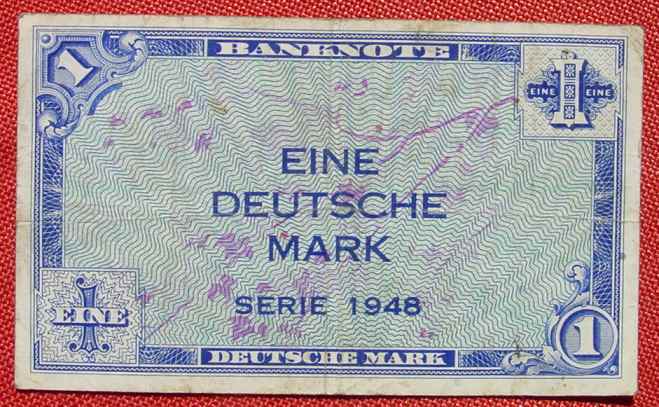 1
BANKNOTE
EINE 1 EINE
EINE
DEUTSCHE
MARK
SERIE 1948
EINE
1
DEUTSCHE MARK
1